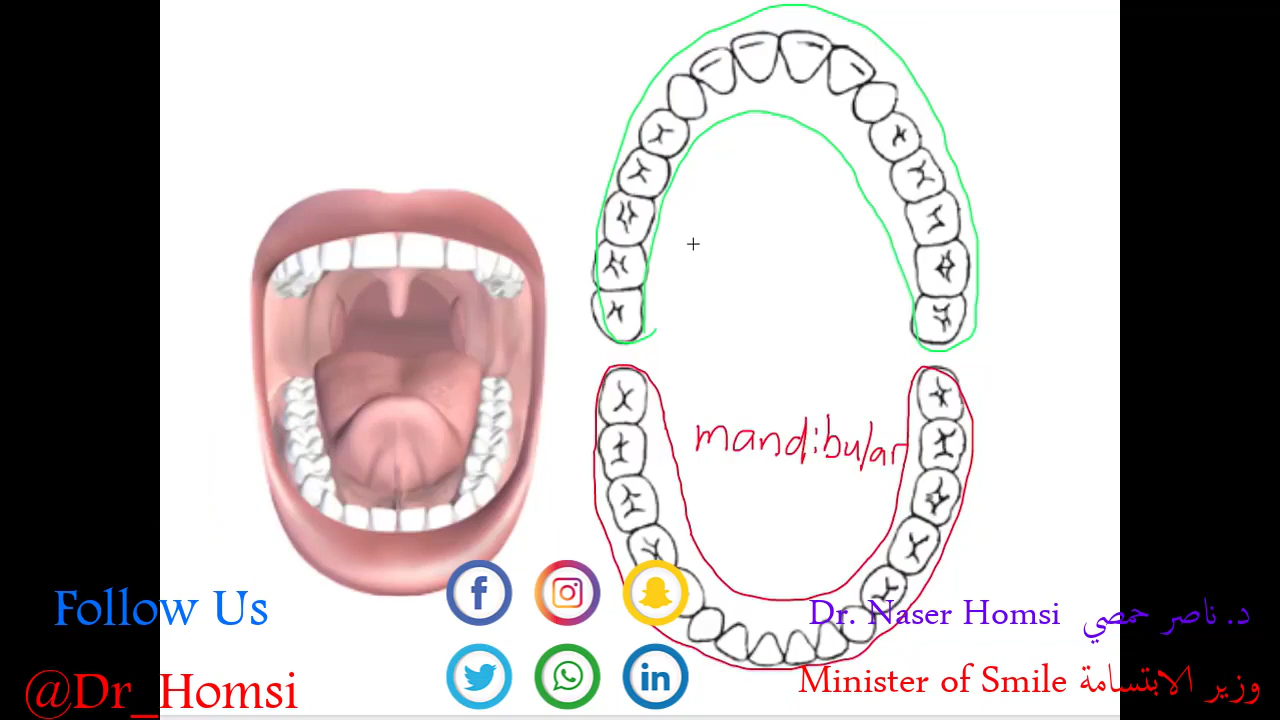 mandibular
Follow Us
@Dr_Homsi
Dr. Naser Homsi د. ناصر حمصي
Minister of Smile وزير الابتسامة